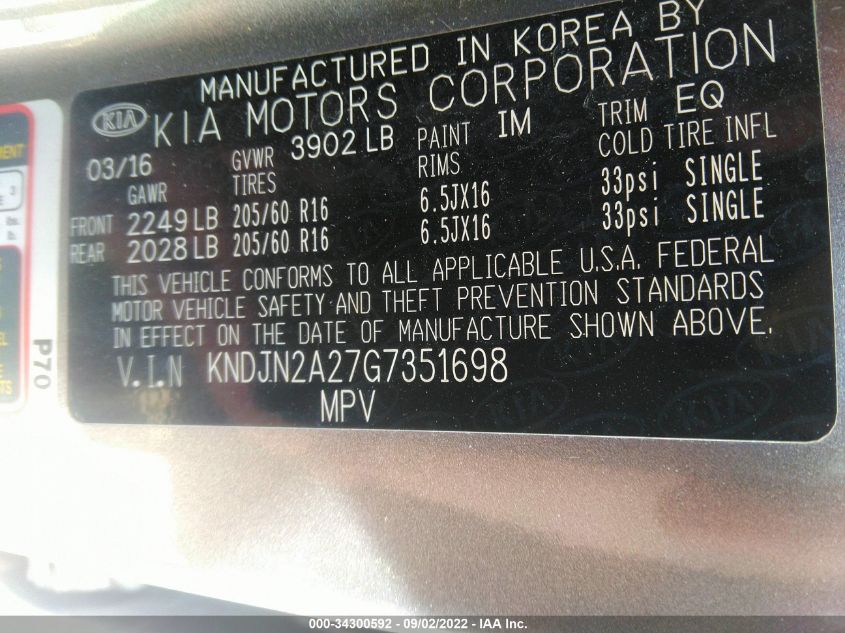 MANUFACTURED IN KOREA BY
KIA KIA MOTORS CORPORATION
03/16 GVWR 3902 LB PAINT IM TRIM EQ
GAWR TIRES RIMS COLD TIRE INFL
FRONT 2249 LB 205/60 R16 6.5JX16 33psi SINGLE
REAR 2028 LB 205/60 R16 6.5JX16 33psi SINGLE
THIS VEHICLE CONFORMS TO ALL APPLICABLE U.S.A. FEDERAL
MOTOR VEHICLE SAFETY AND THEFT PREVENTION STANDARDS
IN EFFECT ON THE DATE OF MANUFACTURE SHOWN ABOVE.
V.I.N KNDJN2A27G7351698
MPV
P70
000-34300592 - 09/02/2022 - IAA Inc.